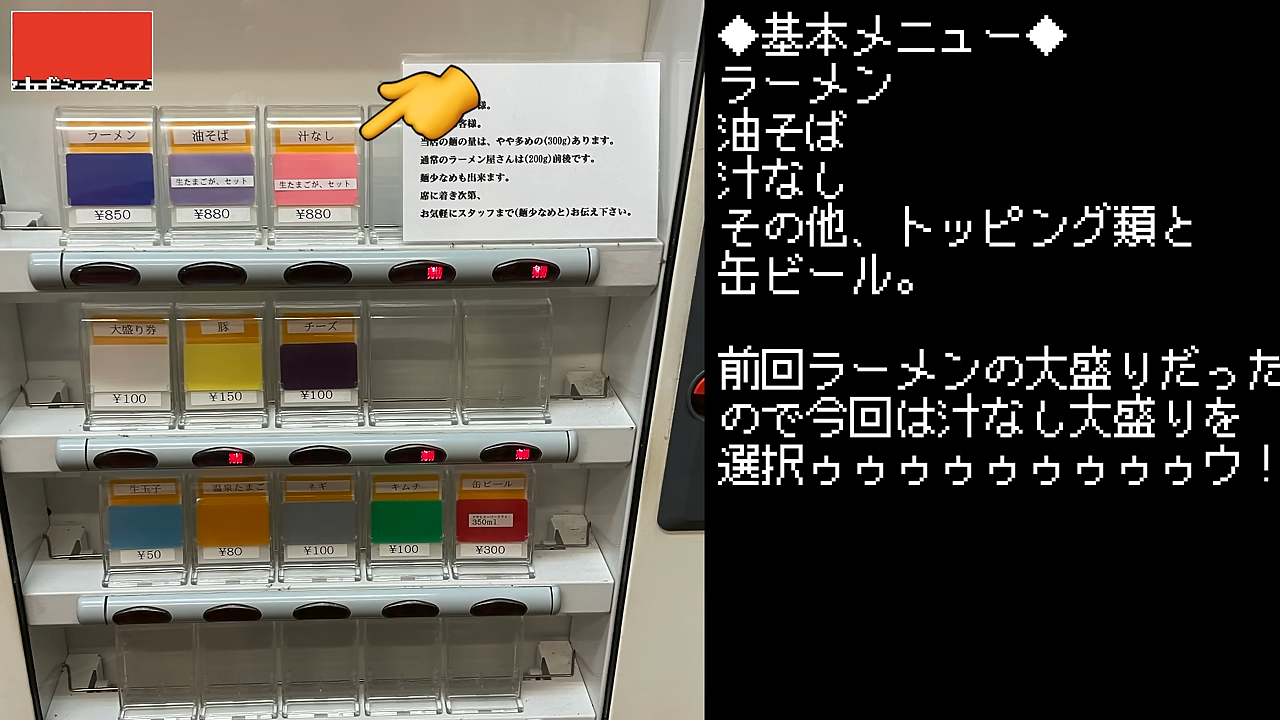 ラーメン
油そば
汁なし
生たまごが、セット
生たまごが、セット
¥850
¥880
¥880
様。
客様。
当店の麺の量は、やや多めの(300g)あります。
通常のラーメン屋さんは(200g)前後です。
麺少なめも出来ます。
席に着き次第、
お気軽にスタッフまで(麺少なめと)お伝え下さい。
大盛り券
豚
チーズ
¥100
¥150
¥100
生玉子
温泉たまご
ネギ
キムチ
缶ビール
350ml
¥50
¥80
¥100
¥100
¥300
◆基本メニュー◆
ラーメン
油そば
汁なし
その他、トッピング類と
缶ビール。
前回ラーメンの大盛りだった
ので今回は汁なし大盛りを
選択ゥゥゥゥゥゥゥゥゥウ！